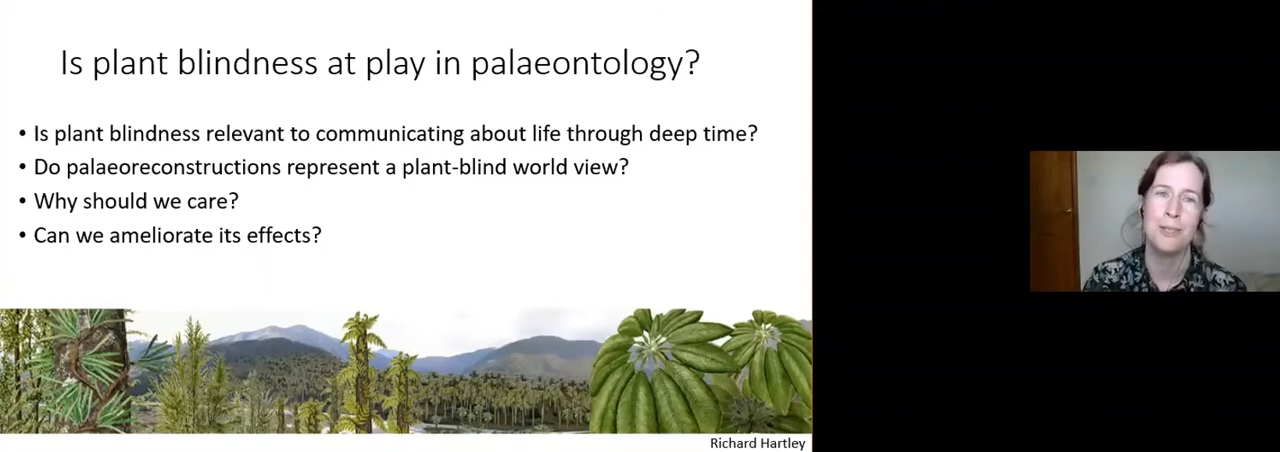 Is plant blindness at play in palaeontology?
• Is plant blindness relevant to communicating about life through deep time?
• Do palaeoreconstructions represent a plant-blind world view?
• Why should we care?
• Can we ameliorate its effects?
Richard Hartley